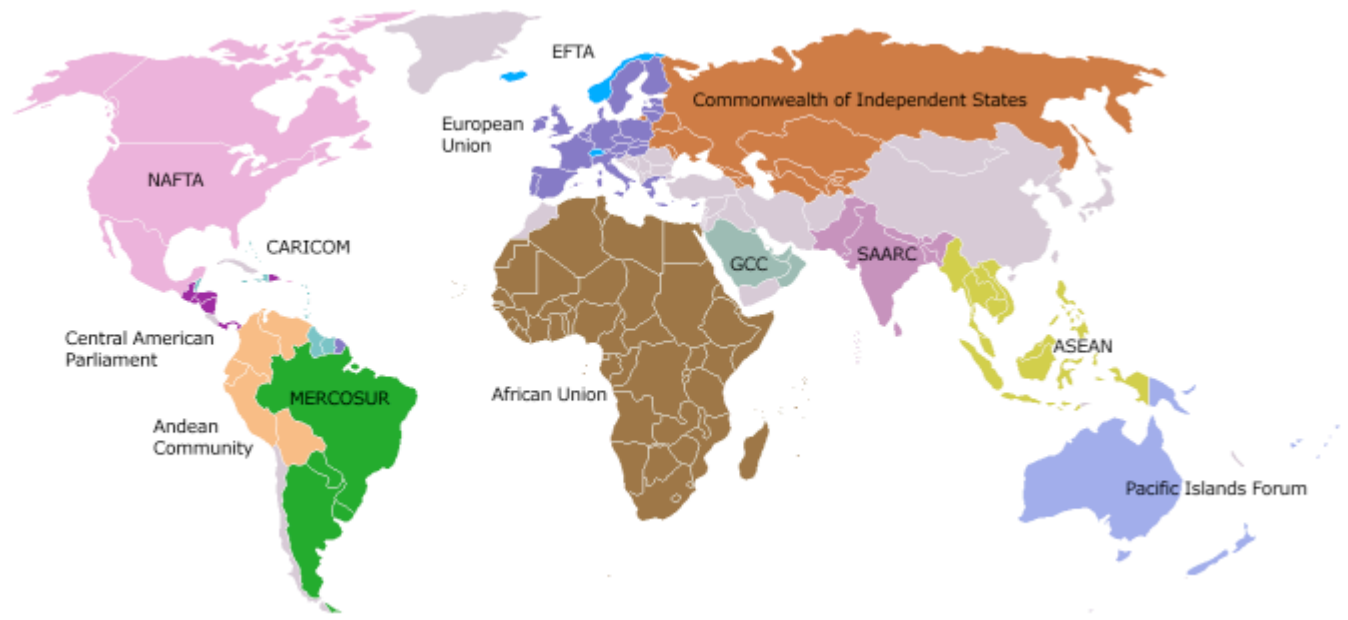 EFTA
Commonwealth of Independent States
European
Union
NAFTA
CARICOM
GCC
SAARC
Central American
Parliament
ASEAN
African Union
MERCOSUR
Andean
Community
Pacific Islands Forum